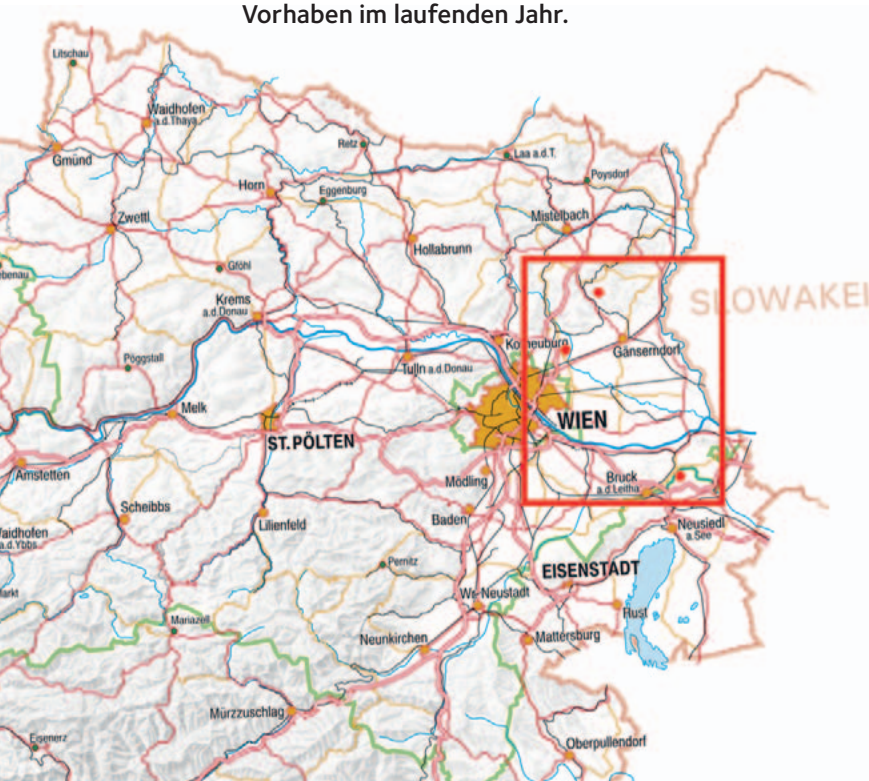 Vorhaben im laufenden Jahr.
Litschau
Waidhofen
a.d.Thaya
Gmünd
Retz
Laa a.d.T.
Poysdorf
Horn
Eggenburg
Zwettl
Mistelbach
Hollabrunn
Gföhl
SLOWAKEI
Krems
a.d.Donau
Korneuburg
Gänserndorf
Pöggstall
Tulln a.d.Donau
Melk
WIEN
ST.PÖLTEN
Amstetten
Mödling
Bruck
a.d.Leitha
Scheibbs
Lilienfeld
Baden
Neusiedl
a.See
aidhofen
a.d.Ybbs
Pernitz
EISENSTADT
Wr.Neustadt
Rust
Mariazell
Neunkirchen
Mattersburg
Mürzzuschlag
Eisenerz
Oberpullendorf